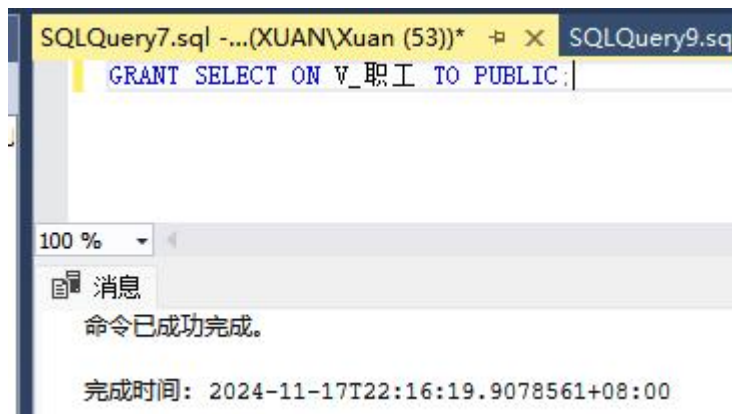 SQLQuery7.sql -...(XUAN\Xuan (53))* SQLQuery9.sq
GRANT SELECT ON V_职工 TO PUBLIC;
100 %
消息
命令已成功完成。
完成时间: 2024-11-17T22:16:19.9078561+08:00